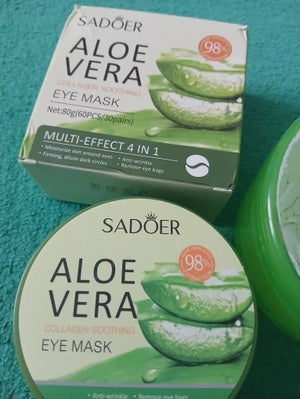 SADOER
ALOE
VERA
COLLAGEN SOOTHING
EYE MASK
Net:80g(60PCS/30pairs)
98%
MULTI-EFFECT 4 IN 1
• Moisturize skin around eyes • Anti-wrinkle
• Firming, dilute dark circles. • Remove eye bags
SADOER
ALOE
VERA
COLLAGEN SOOTHING
EYE MASK
98%
• Anti-wrinkle • Remove eye bags